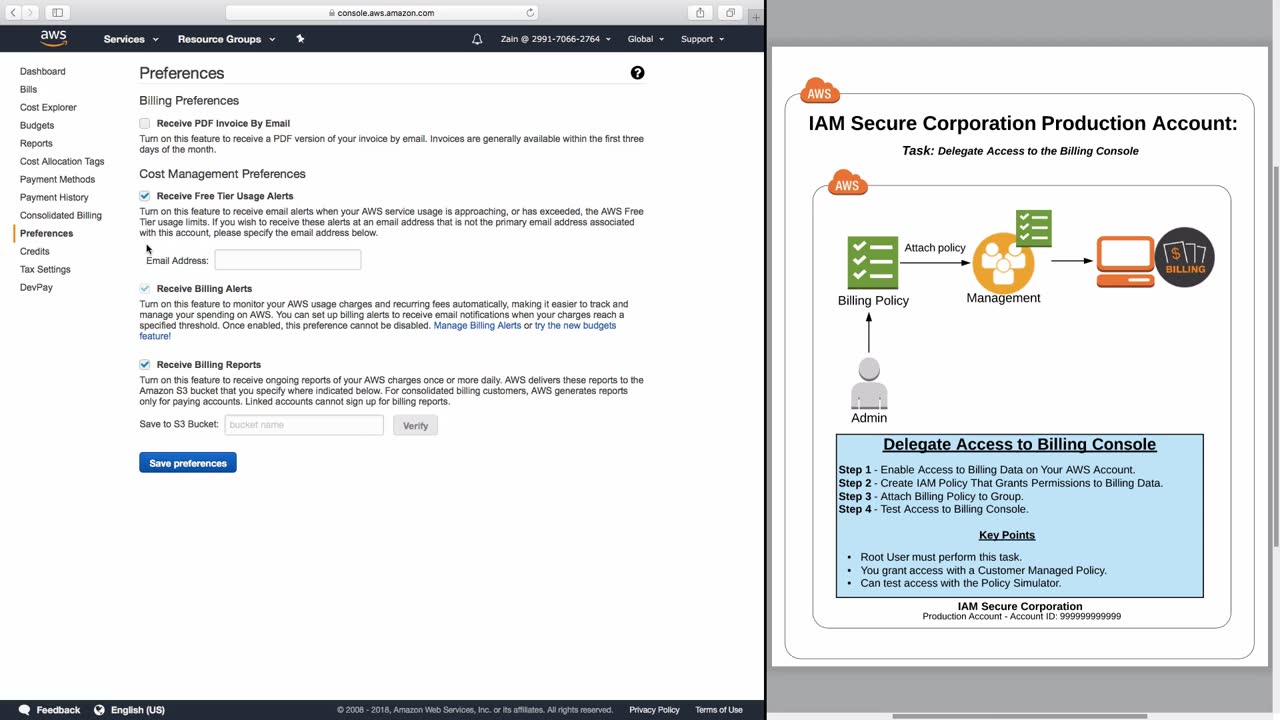 console.aws.amazon.com
aws
Services
Resource Groups
Zain @ 2991-7066-2764
Global
Support
Dashboard
Bills
Cost Explorer
Budgets
Reports
Cost Allocation Tags
Payment Methods
Payment History
Consolidated Billing
Preferences
Credits
Tax Settings
DevPay
Preferences
?
Billing Preferences
Receive PDF Invoice By Email
Turn on this feature to receive a PDF version of your invoice by email. Invoices are generally available within the first three
days of the month.
Cost Management Preferences
Receive Free Tier Usage Alerts
Turn on this feature to receive email alerts when your AWS service usage is approaching, or has exceeded, the AWS Free
Tier usage limits. If you wish to receive these alerts at an email address that is not the primary email address associated
with this account, please specify the email address below.
Email Address:
Receive Billing Alerts
Turn on this feature to monitor your AWS usage charges and recurring fees automatically, making it easier to track and
manage your spending on AWS. You can set up billing alerts to receive email notifications when your charges reach a
specified threshold. Once enabled, this preference cannot be disabled. Manage Billing Alerts or try the new budgets
feature!
Receive Billing Reports
Turn on this feature to receive ongoing reports of your AWS charges once or more daily. AWS delivers these reports to the
Amazon S3 bucket that you specify where indicated below. For consolidated billing customers, AWS generates reports
only for paying accounts. Linked accounts cannot sign up for billing reports.
Save to S3 Bucket:
bucket name
Verify
Save preferences
Feedback
English (US)
© 2008 - 2018, Amazon Web Services, Inc. or its affiliates. All rights reserved.
Privacy Policy
Terms of Use
AWS
IAM Secure Corporation Production Account:
Task: Delegate Access to the Billing Console
AWS
Attach policy
$
BILLING
Billing Policy
Management
Admin
Delegate Access to Billing Console
Step 1 - Enable Access to Billing Data on Your AWS Account.
Step 2 - Create IAM Policy That Grants Permissions to Billing Data.
Step 3 - Attach Billing Policy to Group.
Step 4 - Test Access to Billing Console.
Key Points
• Root User must perform this task.
• You grant access with a Customer Managed Policy.
• Can test access with the Policy Simulator.
IAM Secure Corporation
Production Account - Account ID: 999999999999